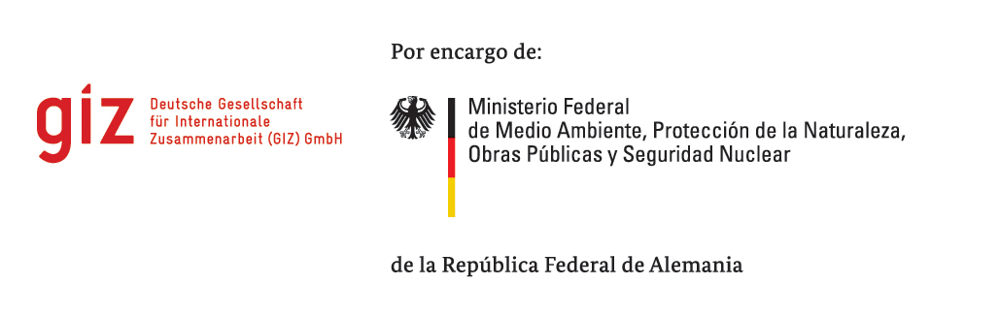 giz
Deutsche Gesellschaft
für Internationale
Zusammenarbeit (GIZ) GmbH
Por encargo de:
Ministerio Federal
de Medio Ambiente, Protección de la Naturaleza,
Obras Públicas y Seguridad Nuclear
de la República Federal de Alemania